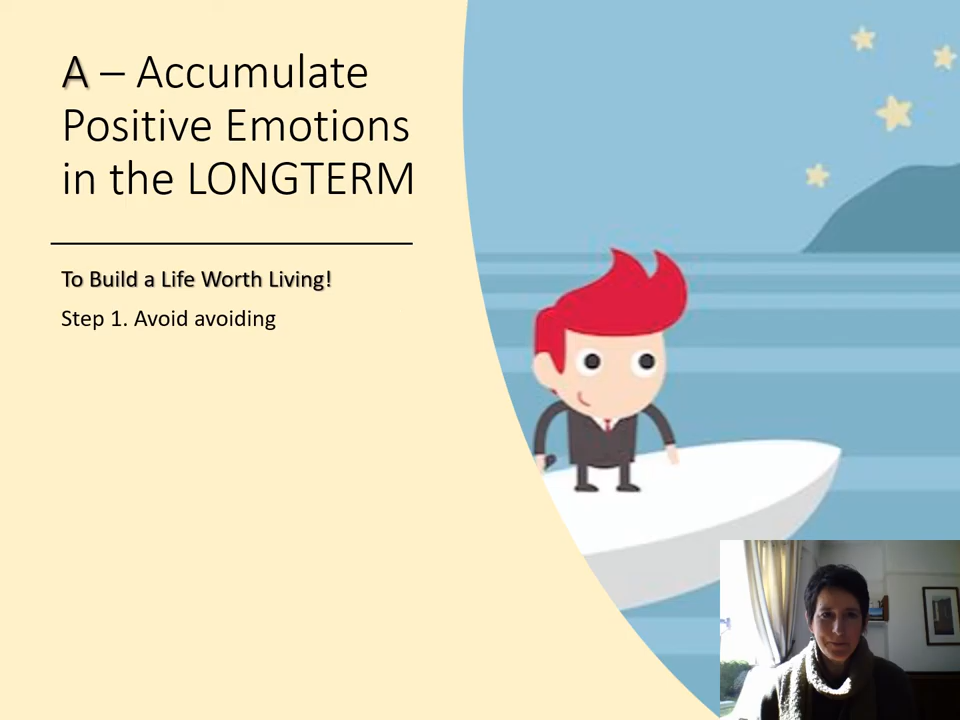 A – Accumulate
Positive Emotions
in the LONGTERM
To Build a Life Worth Living!
Step 1. Avoid avoiding